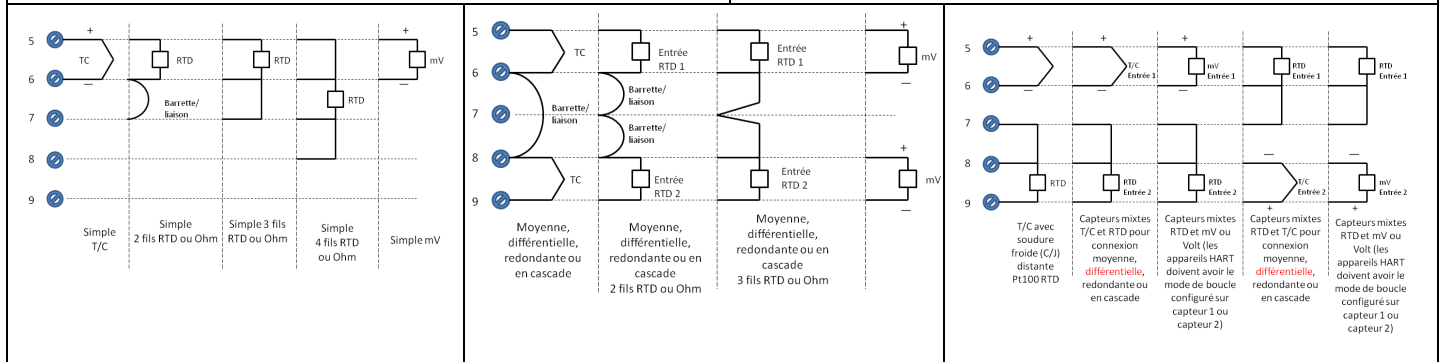 5
6
7
8
9
+
TC
—
RTD
Barrette/
liaison
RTD
RTD
+
mV
—
Simple
T/C
Simple
2 fils RTD ou Ohm
Simple 3 fils
RTD ou Ohm
Simple
4 fils RTD
ou Ohm
Simple mV
5
6
7
8
9
TC
Barrette/
liaison
TC
Entrée
RTD 1
Barrette/
liaison
Barrette/
liaison
Entrée
RTD 2
Entrée
RTD 1
Entrée
RTD 2
+
mV
—
+
mV
—
Moyenne,
différentielle,
redondante ou
en cascade
Moyenne,
différentielle,
redondante ou en
cascade
2 fils RTD ou Ohm
Moyenne,
différentielle,
redondante ou en
cascade
3 fils RTD ou Ohm
5
6
7
8
9
+
—
RTD
+
T/C
Entrée 1
—
RTD
Entrée 2
+
mV
Entrée 1
—
RTD
Entrée 2
RTD
Entrée 1
—
T/C
Entrée 2
+
RTD
Entrée 1
—
mV
Entrée 2
+
T/C avec
soudure
froide (C/J)
distante
Pt100 RTD
Capteurs mixtes
T/C et RTD pour
connexion
moyenne,
différentielle,
redondante ou
en cascade
Capteurs mixtes
RTD et mV ou
Volt (les
appareils HART
doivent avoir le
mode de boucle
configuré sur
capteur 1 ou
capteur 2)
Capteurs mixtes
RTD et T/C pour
connexion
moyenne,
différentielle,
redondante ou
en cascade
Capteurs mixtes
RTD et mV ou
Volt (les
appareils HART
doivent avoir le
mode de boucle
configuré sur
capteur 1 ou
capteur 2)